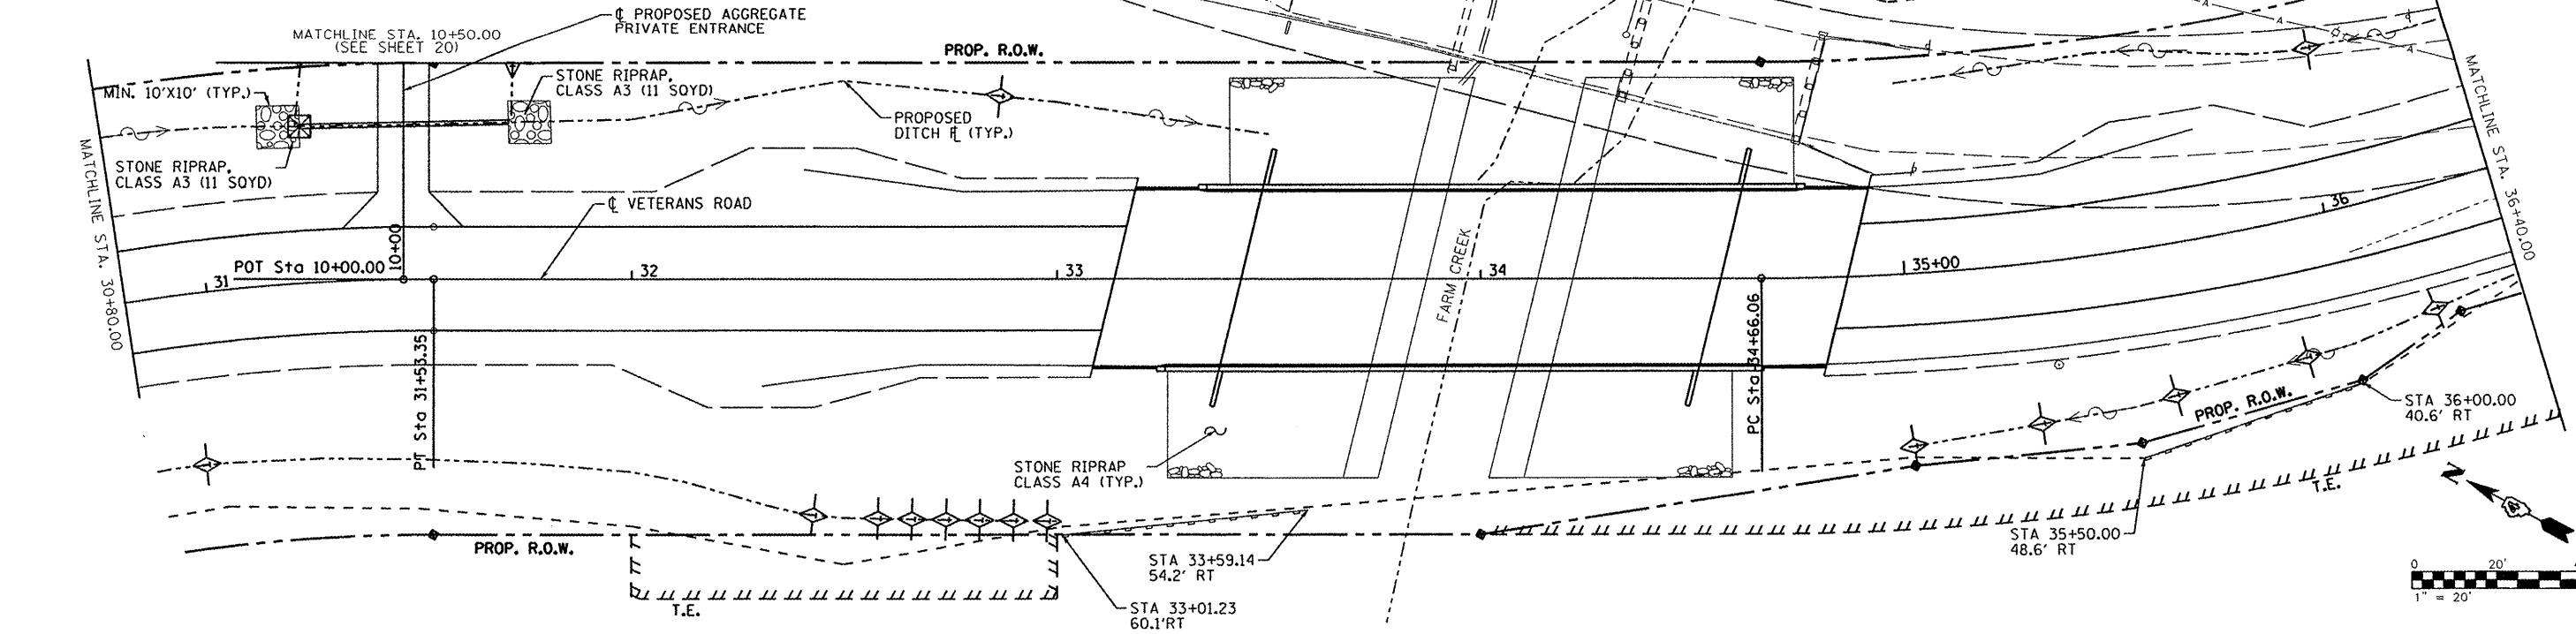 ℄ PROPOSED AGGREGATE
PRIVATE ENTRANCE
MATCHLINE STA. 10+50.00
(SEE SHEET 20)
PROP. R.O.W.
STONE RIPRAP,
CLASS A3 (11 SQYD)
MIN. 10'X10' (TYP.)
PROPOSED
DITCH ℄ (TYP.)
STONE RIPRAP,
CLASS A3 (11 SQYD)
℄ VETERANS ROAD
MATCHLINE STA. 30+80.00
MATCHLINE STA. 36+40.00
10+00
POT Sta 10+00.00
31
32
33
34
35+00
36
FARM CREEK
PT Sta 31+53.35
PC Sta 34+66.06
STONE RIPRAP
CLASS A4 (TYP.)
PROP. R.O.W.
STA 36+00.00
40.6' RT
PROP. R.O.W.
T.E.
STA 35+50.00
48.6' RT
STA 33+59.14
54.2' RT
STA 33+01.23
60.1'RT
T.E.
0 20'
1" = 20'